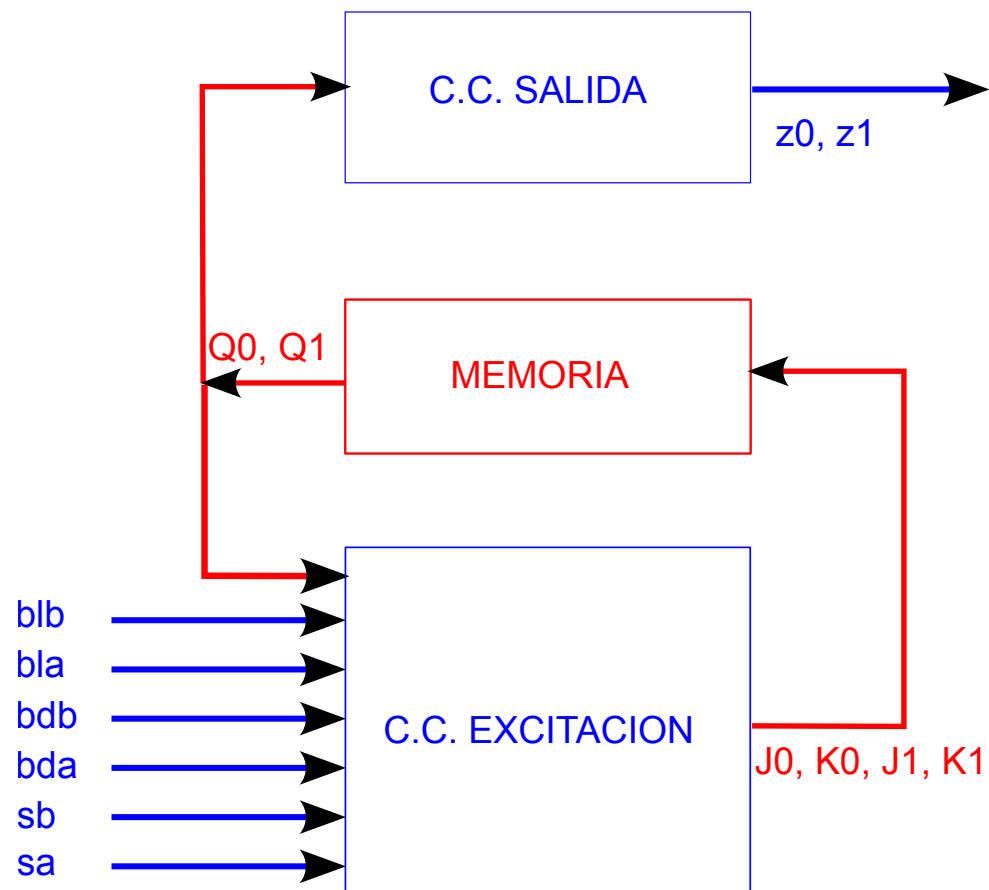 C.C. SALIDA
z0, z1
Q0, Q1
MEMORIA
blb
bla
bdb
bda
sb
sa
C.C. EXCITACION
J0, K0, J1, K1